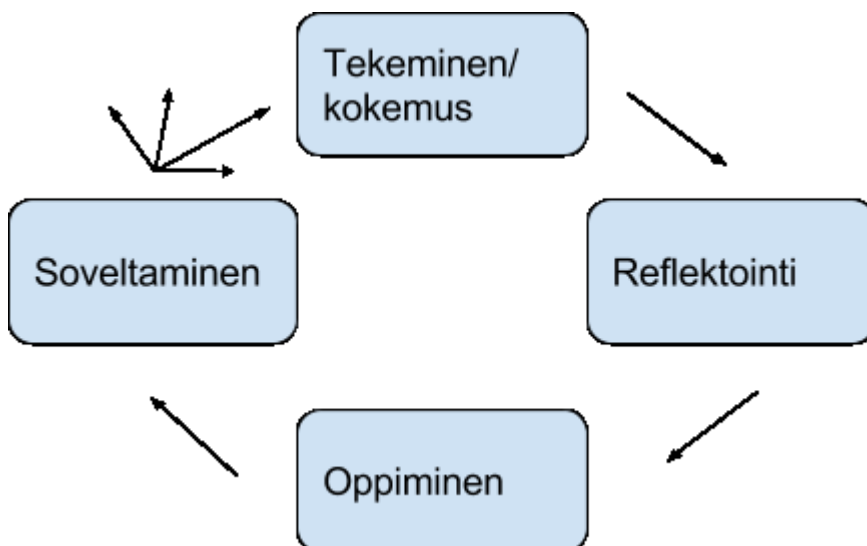 Tekeminen/
kokemus
Soveltaminen
Reflektointi
Oppiminen